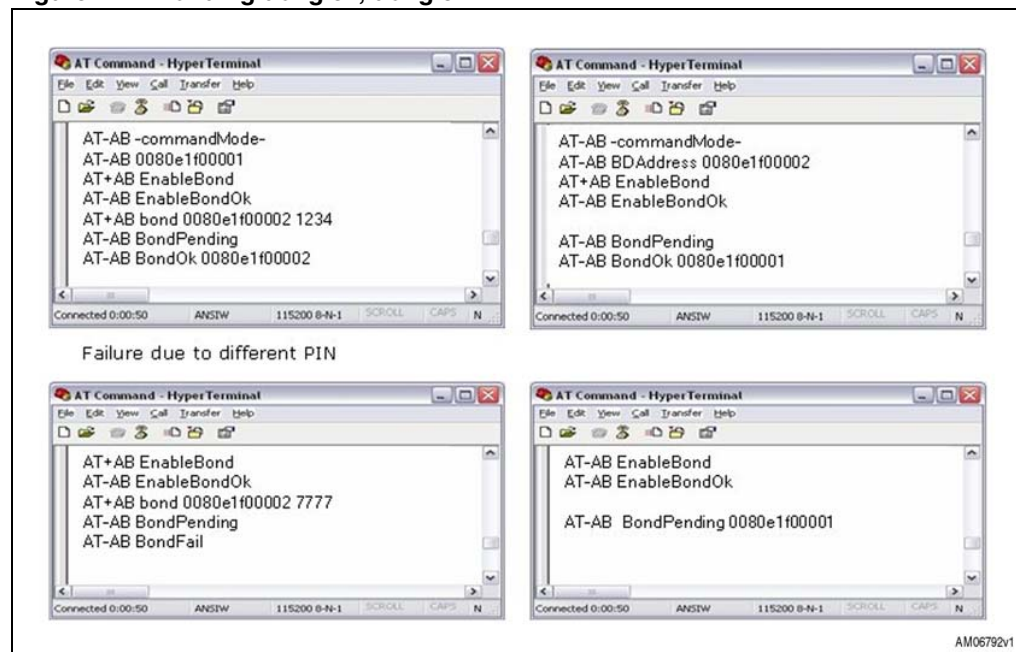 AT Command - HyperTerminal
File Edit View Call Transfer Help
AT-AB -commandMode-
AT-AB 0080e1f00001
AT+AB EnableBond
AT-AB EnableBondOk
AT+AB bond 0080e1f00002 1234
AT-AB BondPending
AT-AB BondOk 0080e1f00002
Connected 0:00:50 ANSIW 115200 8-N-1 SCROLL CAPS N
AT Command - HyperTerminal
File Edit View Call Transfer Help
AT-AB -commandMode-
AT-AB BDAddress 0080e1f00002
AT+AB EnableBond
AT-AB EnableBondOk
AT-AB BondPending
AT-AB BondOk 0080e1f00001
Connected 0:00:50 ANSIW 115200 8-N-1 SCROLL CAPS N
Failure due to different PIN
AT Command - HyperTerminal
File Edit View Call Transfer Help
AT+AB EnableBond
AT-AB EnableBondOk
AT+AB bond 0080e1f00002 7777
AT-AB BondPending
AT-AB BondFail
Connected 0:00:50 ANSIW 115200 8-N-1 SCROLL CAPS N
AT Command - HyperTerminal
File Edit View Call Transfer Help
AT-AB EnableBond
AT-AB EnableBondOk
AT-AB BondPending 0080e1f00001
Connected 0:00:50 ANSIW 115200 8-N-1 SCROLL CAPS N
AM06792v1